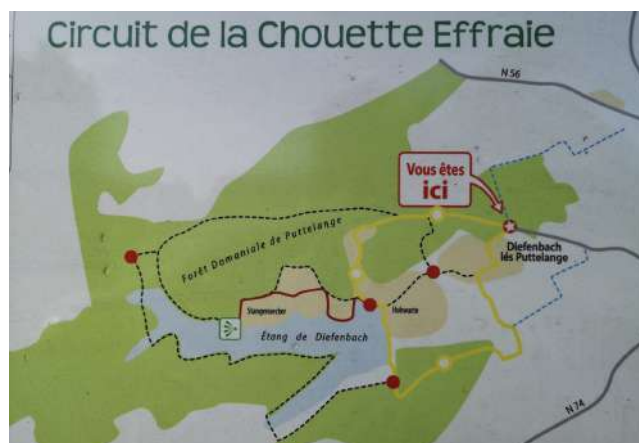 Circuit de la Chouette Effraie
N 56
Vous êtes
ici
Forêt Domaniale de Puttelange
Diefenbach
lès Puttelange
Hohwarte
Étang de Diefenbach
N 74